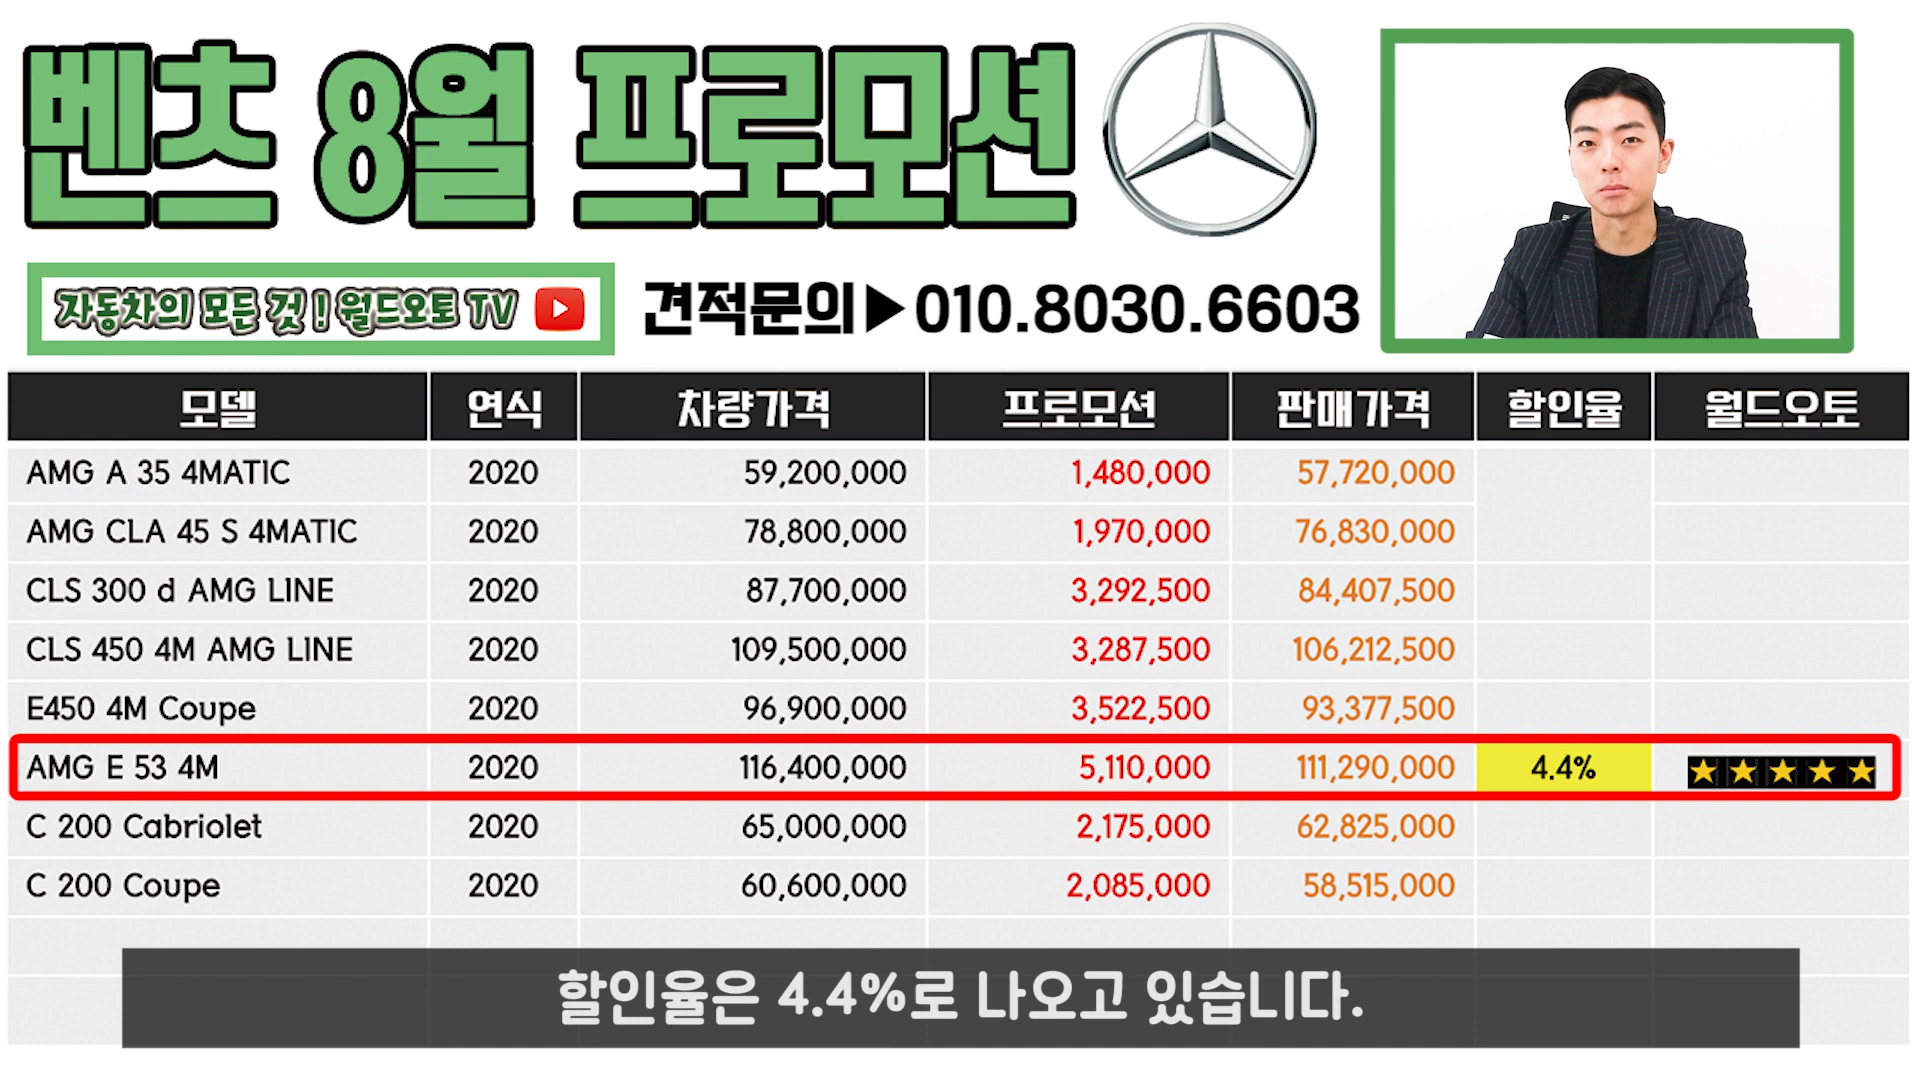 벤츠 8월 프로모션
자동차의 모든 것 ! 월드오토 TV
견적문의▶010.8030.6603
모델 연식 차량가격 프로모션 판매가격 할인율 월드오토
AMG A 35 4MATIC 2020 59,200,000 1,480,000 57,720,000
AMG CLA 45 S 4MATIC 2020 78,800,000 1,970,000 76,830,000
CLS 300 d AMG LINE 2020 87,700,000 3,292,500 84,407,500
CLS 450 4M AMG LINE 2020 109,500,000 3,287,500 106,212,500
E450 4M Coupe 2020 96,900,000 3,522,500 93,377,500
AMG E 53 4M 2020 116,400,000 5,110,000 111,290,000 4.4% ★★★★★
C 200 Cabriolet 2020 65,000,000 2,175,000 62,825,000
C 200 Coupe 2020 60,600,000 2,085,000 58,515,000
할인율은 4.4%로 나오고 있습니다.